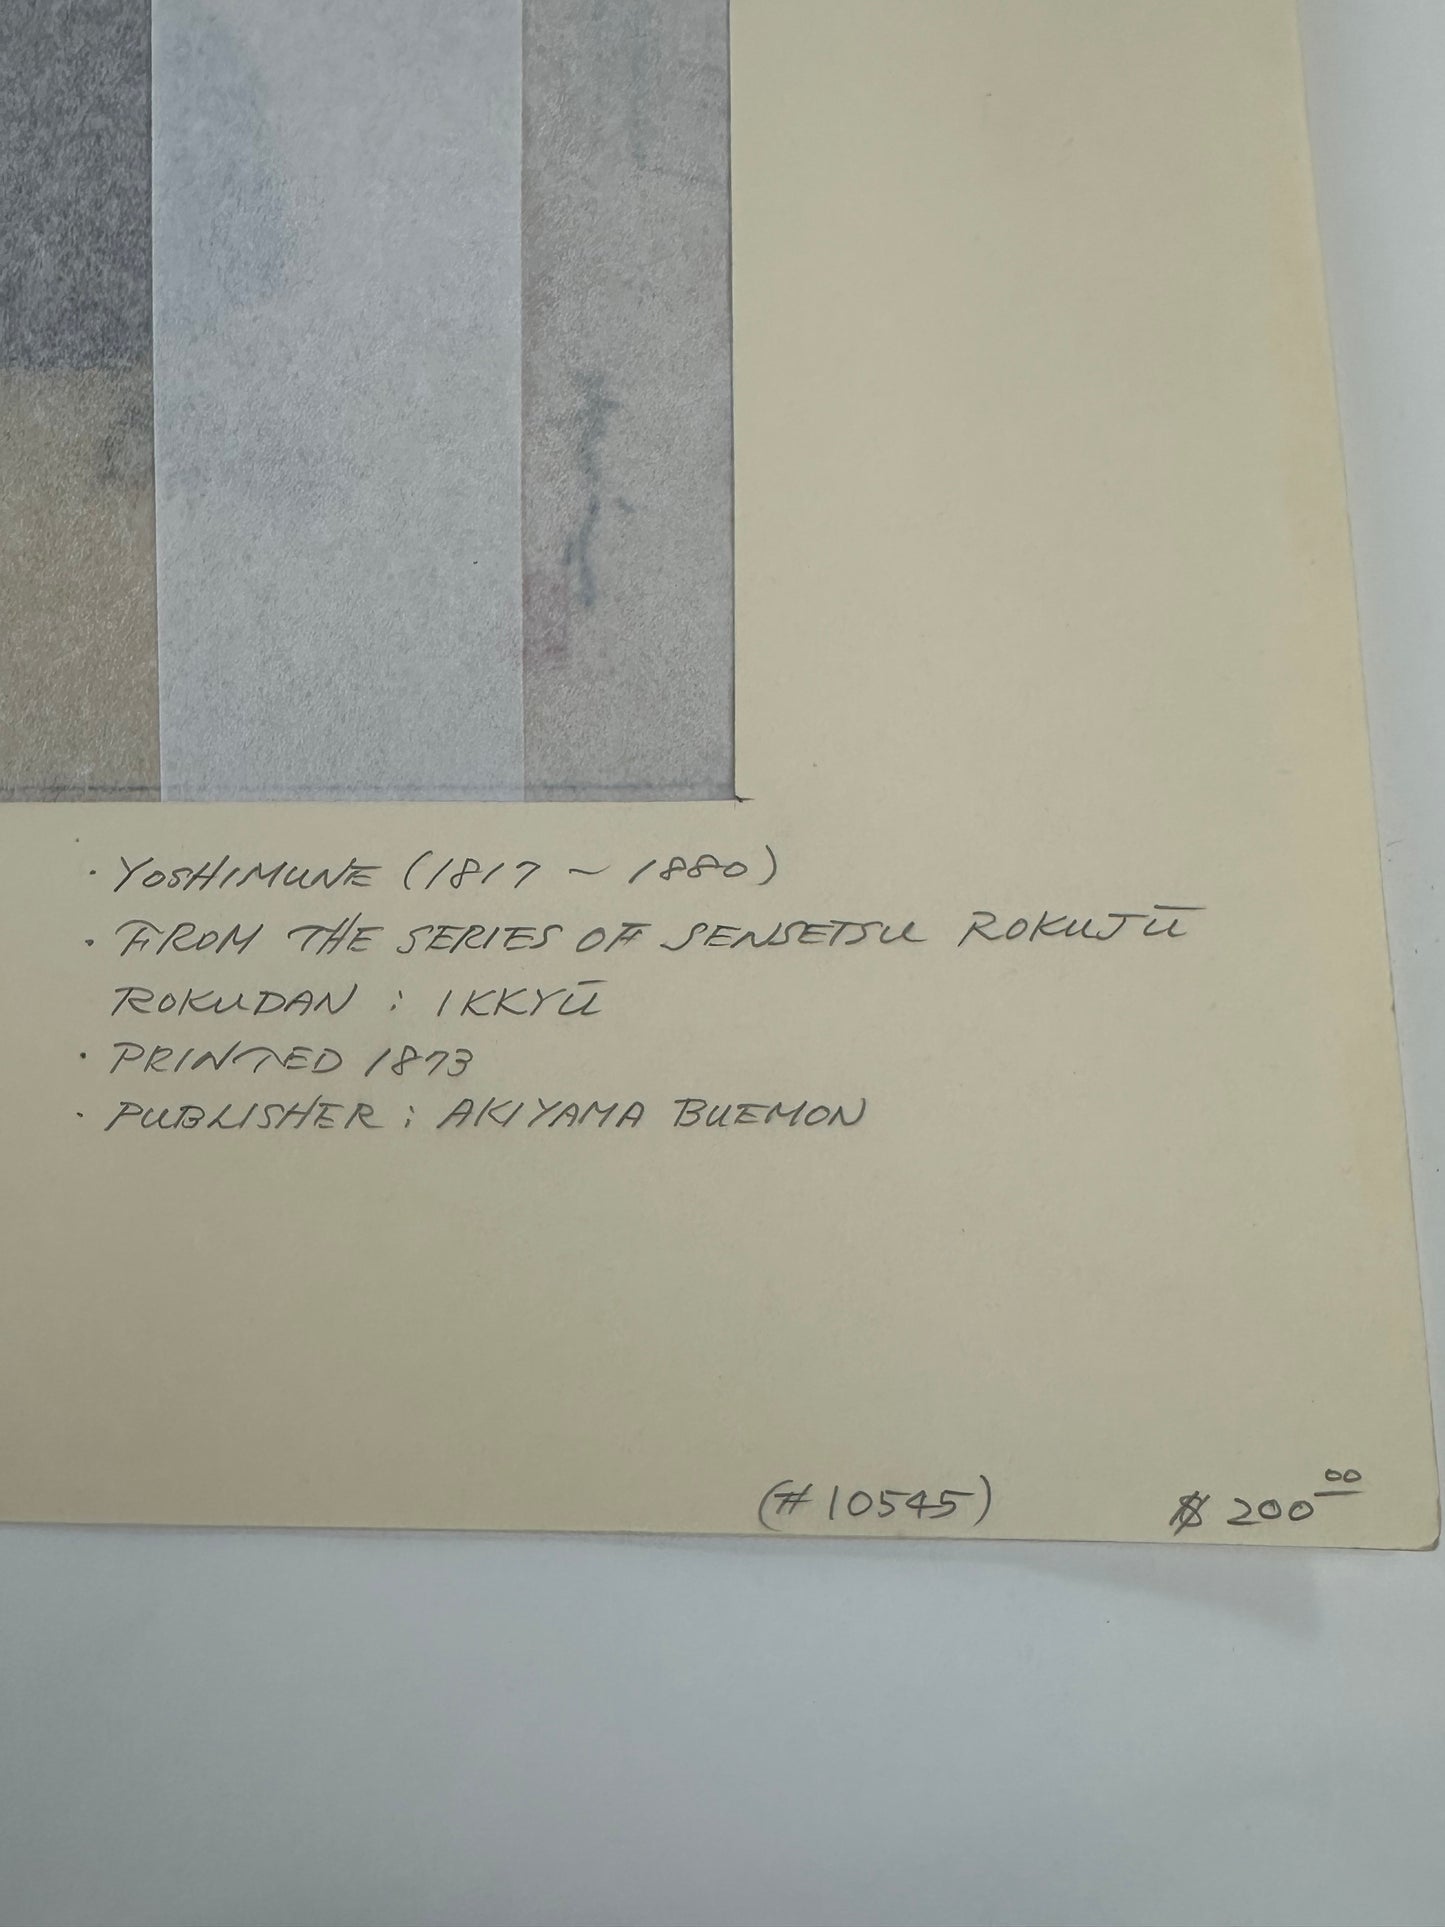 · YOSHIMUNE (1817 ~ 1880)
· FROM THE SERIES OF SENSETSU ROKUJŪ
ROKUDAN : IKKYŪ
· PRINTED 1873
· PUBLISHER : AKIYAMA BUEMON
(# 10545) $ 200 00